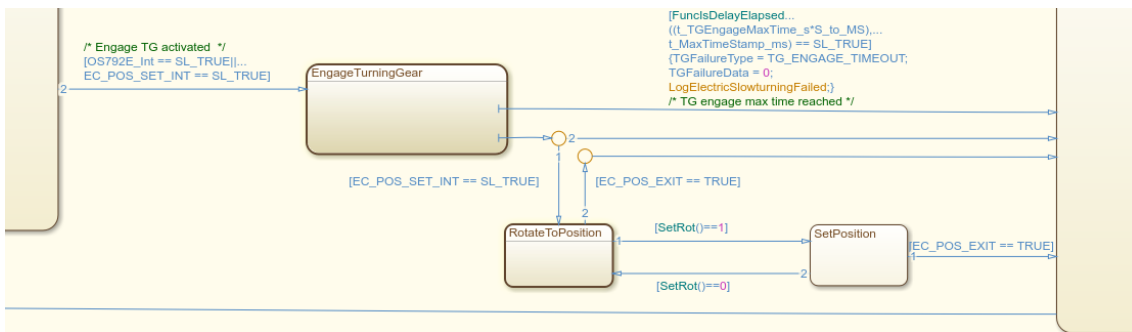 [FuncIsDelayElapsed...
((t_TGEngageMaxTime_s*S_to_MS),...
t_MaxTimeStamp_ms) == SL_TRUE]
{TGFailureType = TG_ENGAGE_TIMEOUT;
TGFailureData = 0;
LogElectricSlowturningFailed;}
/* TG engage max time reached */
/* Engage TG activated */
[OS792E_Int == SL_TRUE||...
EC_POS_SET_INT == SL_TRUE]
2
EngageTurningGear
2
1
[EC_POS_SET_INT == SL_TRUE]
[EC_POS_EXIT == TRUE]
2
RotateToPosition
1
[SetRot()==1]
SetPosition
[EC_POS_EXIT == TRUE]
1
2
[SetRot()==0]